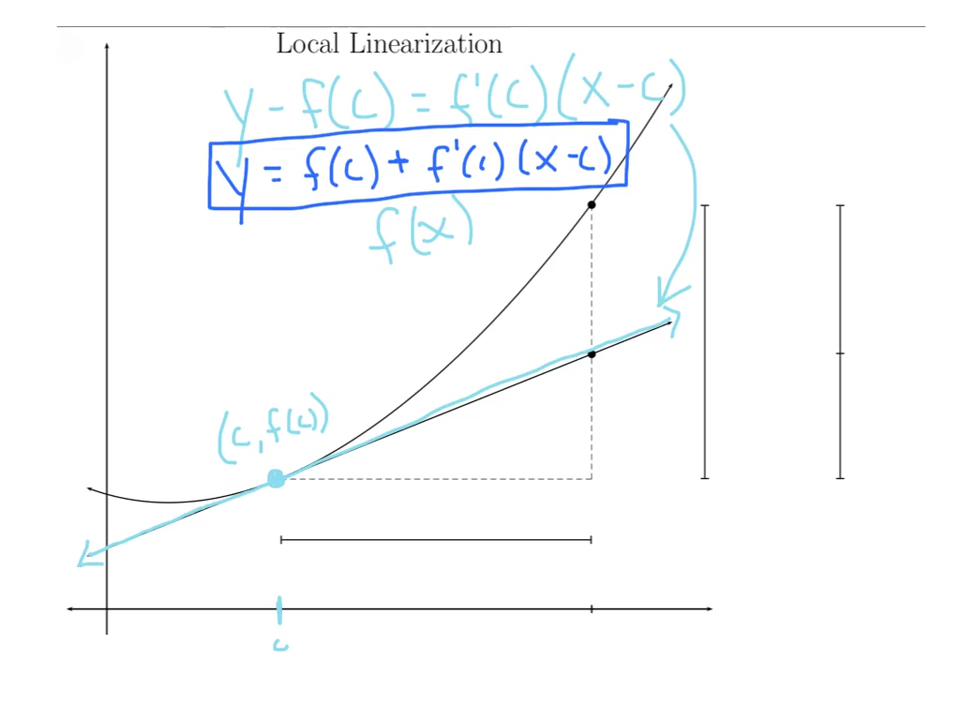 Local Linearization
y - f(c) = f'(c)(x-c)
y = f(c) + f'(c)(x-c)
f(x)
(c, f(c))
c